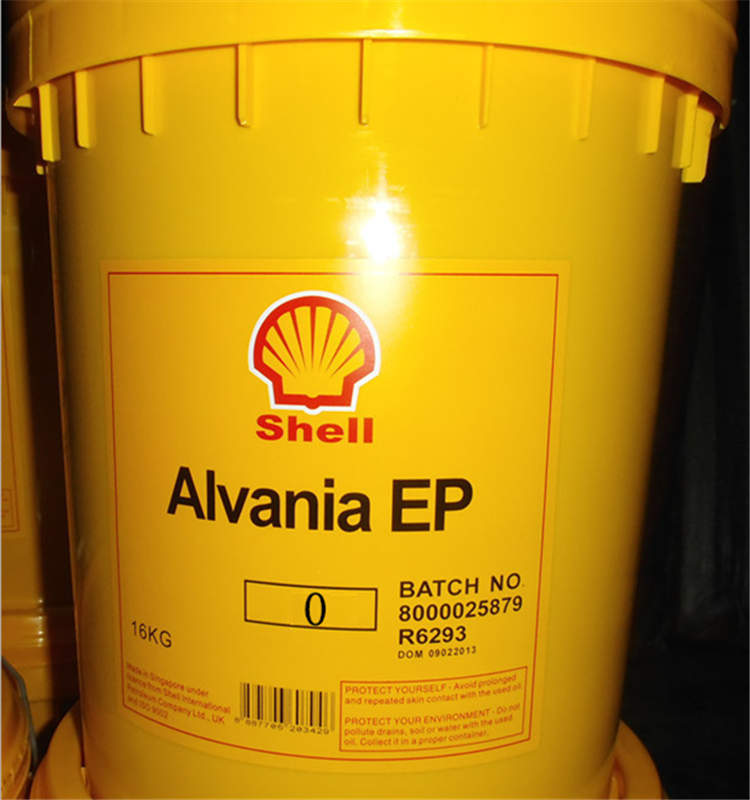 Shell
Alvania EP
0
BATCH NO.
8000025879
R6293
DOM 09022013
16KG
Made in Singapore under
licence from Shell International
Petroleum Company Ltd., UK
and ISO 9002
8 887706 203429
PROTECT YOURSELF - Avoid prolonged
and repeated skin contact with the used oil.
PROTECT YOUR ENVIRONMENT - Do not
pollute drains, soil or water with the used
oil. Collect it in a proper container.